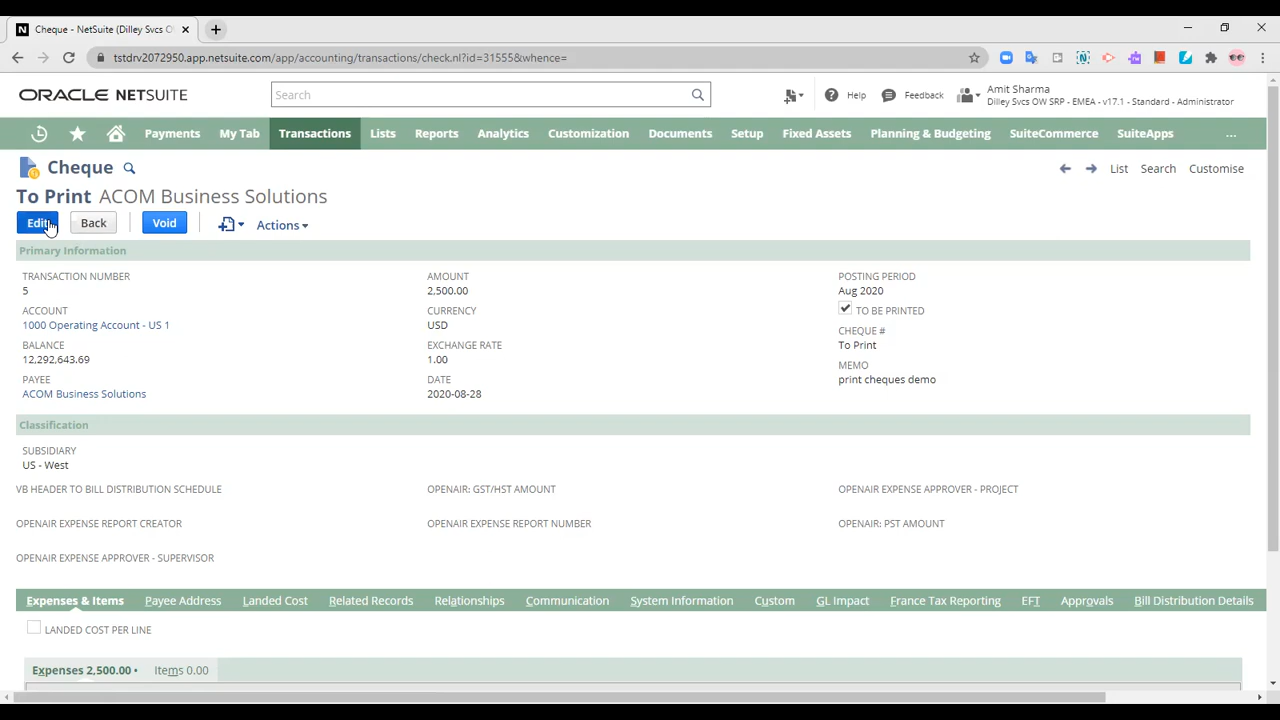 Cheque - NetSuite (Dilley Svcs O
tstdrv2072950.app.netsuite.com/app/accounting/transactions/check.nl?id=31555&whence=
ORACLE NETSUITE
Search
Help
Feedback
Amit Sharma
Dilley Svcs OW SRP - EMEA - v17.1 - Standard - Administrator
Payments My Tab Transactions Lists Reports Analytics Customization Documents Setup Fixed Assets Planning & Budgeting SuiteCommerce SuiteApps ...
Cheque
List Search Customise
To Print ACOM Business Solutions
Edit Back Void Actions
Primary Information
TRANSACTION NUMBER
5
ACCOUNT
1000 Operating Account - US 1
BALANCE
12,292,643.69
PAYEE
ACOM Business Solutions
AMOUNT
2,500.00
CURRENCY
USD
EXCHANGE RATE
1.00
DATE
2020-08-28
POSTING PERIOD
Aug 2020
TO BE PRINTED
CHEQUE #
To Print
MEMO
print cheques demo
Classification
SUBSIDIARY
US - West
VB HEADER TO BILL DISTRIBUTION SCHEDULE
OPENAIR: GST/HST AMOUNT
OPENAIR EXPENSE APPROVER - PROJECT
OPENAIR EXPENSE REPORT CREATOR
OPENAIR EXPENSE REPORT NUMBER
OPENAIR: PST AMOUNT
OPENAIR EXPENSE APPROVER - SUPERVISOR
Expenses & Items Payee Address Landed Cost Related Records Relationships Communication System Information Custom GL Impact France Tax Reporting EFT Approvals Bill Distribution Details
LANDED COST PER LINE
Expenses 2,500.00 • Items 0.00